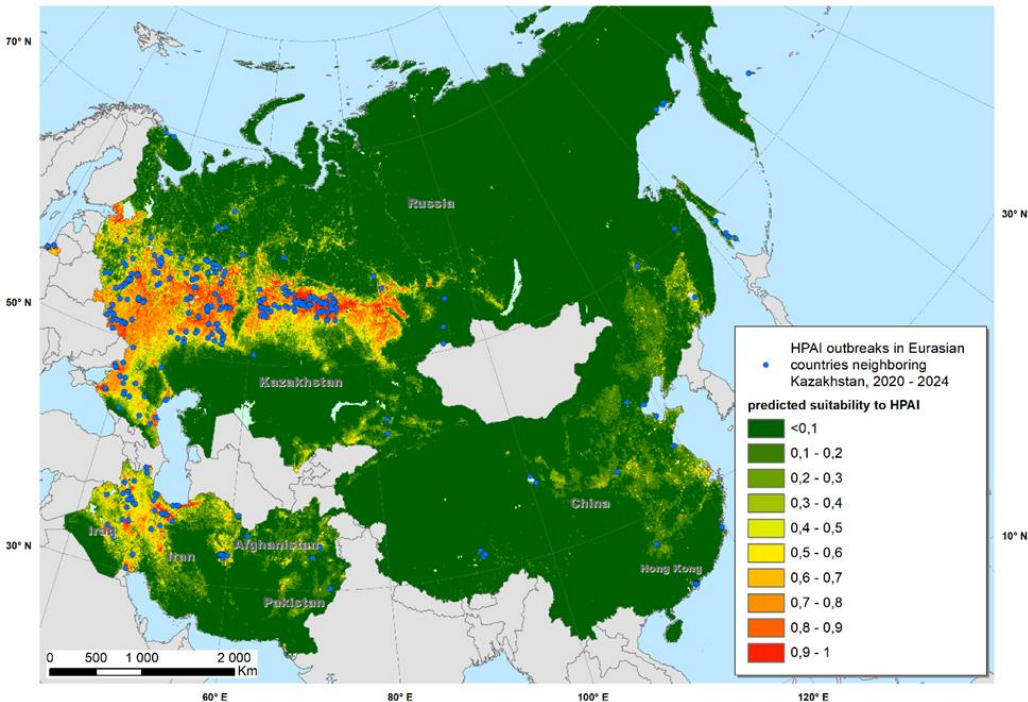 70° N
50° N
30° N
30° N
10° N
Russia
Kazakhstan
China
Iraq
Iran
Afghanistan
Pakistan
Hong Kong
HPAI outbreaks in Eurasian
countries neighboring
Kazakhstan, 2020 - 2024
predicted suitability to HPAI
<0,1
0,1 - 0,2
0,2 - 0,3
0,3 - 0,4
0,4 - 0,5
0,5 - 0,6
0,6 - 0,7
0,7 - 0,8
0,8 - 0,9
0,9 - 1
0 500 1 000 2 000
Km
60° E 80° E 100° E 120° E